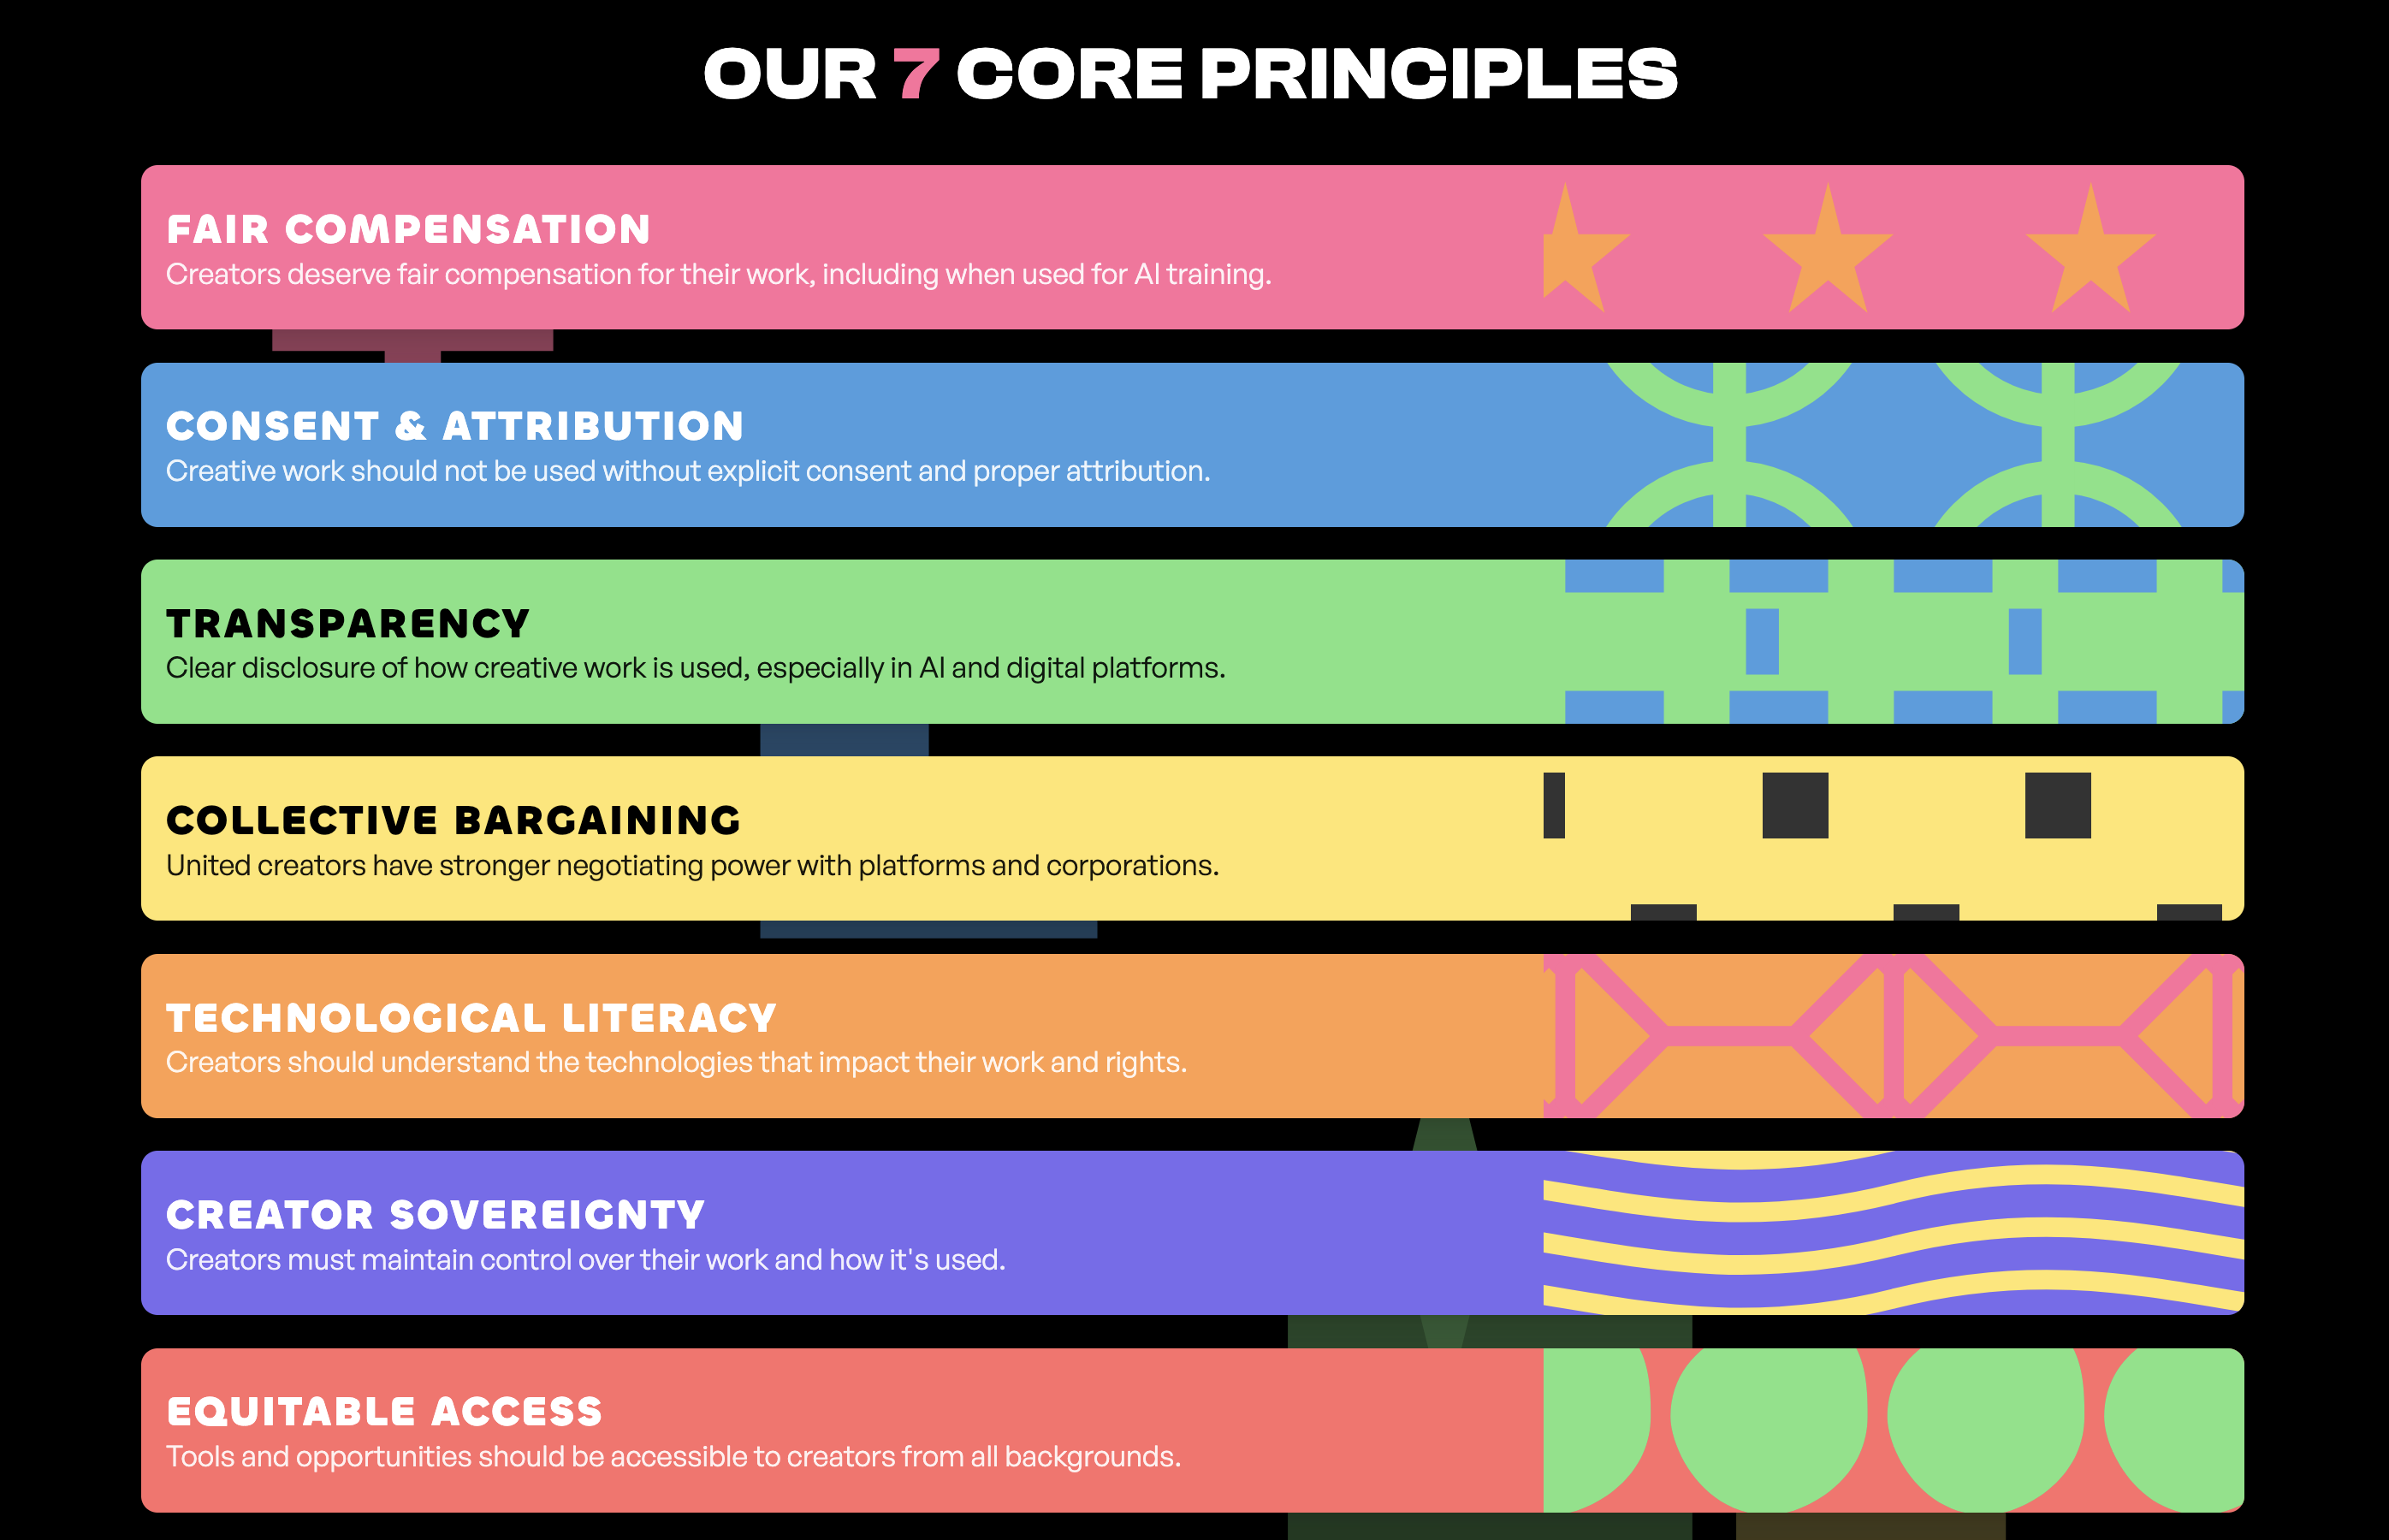 OUR 7 CORE PRINCIPLES
FAIR COMPENSATION
Creators deserve fair compensation for their work, including when used for AI training.
CONSENT & ATTRIBUTION
Creative work should not be used without explicit consent and proper attribution.
TRANSPARENCY
Clear disclosure of how creative work is used, especially in AI and digital platforms.
COLLECTIVE BARGAINING
United creators have stronger negotiating power with platforms and corporations.
TECHNOLOGICAL LITERACY
Creators should understand the technologies that impact their work and rights.
CREATOR SOVEREIGNTY
Creators must maintain control over their work and how it's used.
EQUITABLE ACCESS
Tools and opportunities should be accessible to creators from all backgrounds.